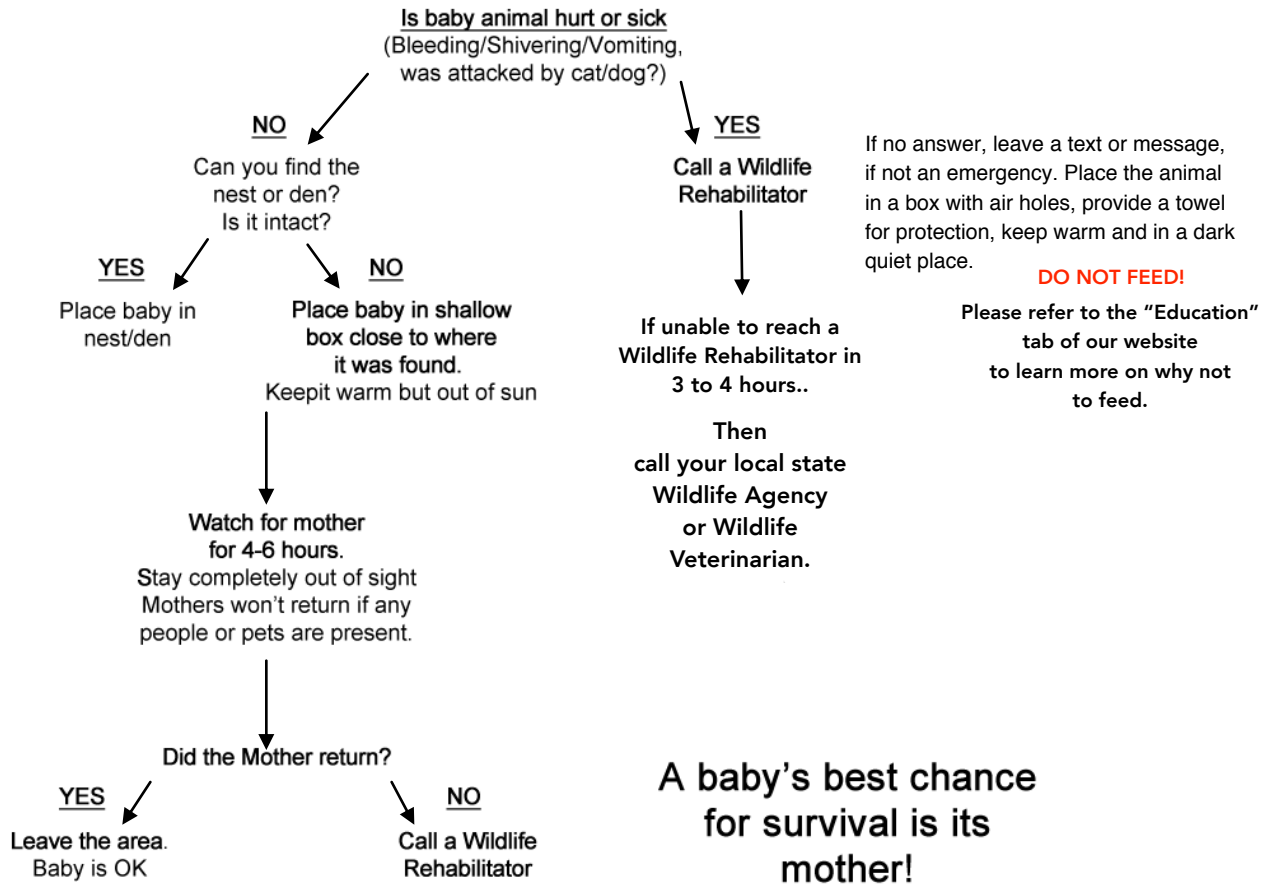 Is baby animal hurt or sick
(Bleeding/Shivering/Vomiting,
was attacked by cat/dog?)
NO
Can you find the
nest or den?
Is it intact?
YES
Place baby in
nest/den
NO
Place baby in shallow
box close to where
it was found.
Keepit warm but out of sun
Watch for mother
for 4-6 hours.
Stay completely out of sight
Mothers won't return if any
people or pets are present.
Did the Mother return?
YES
Leave the area.
Baby is OK
NO
Call a Wildlife
Rehabilitator
YES
Call a Wildlife
Rehabilitator
If unable to reach a
Wildlife Rehabilitator in
3 to 4 hours..
Then
call your local state
Wildlife Agency
or Wildlife
Veterinarian.
If no answer, leave a text or message,
if not an emergency. Place the animal
in a box with air holes, provide a towel
for protection, keep warm and in a dark
quiet place.
DO NOT FEED!
Please refer to the "Education"
tab of our website
to learn more on why not
to feed.
A baby's best chance
for survival is its
mother!